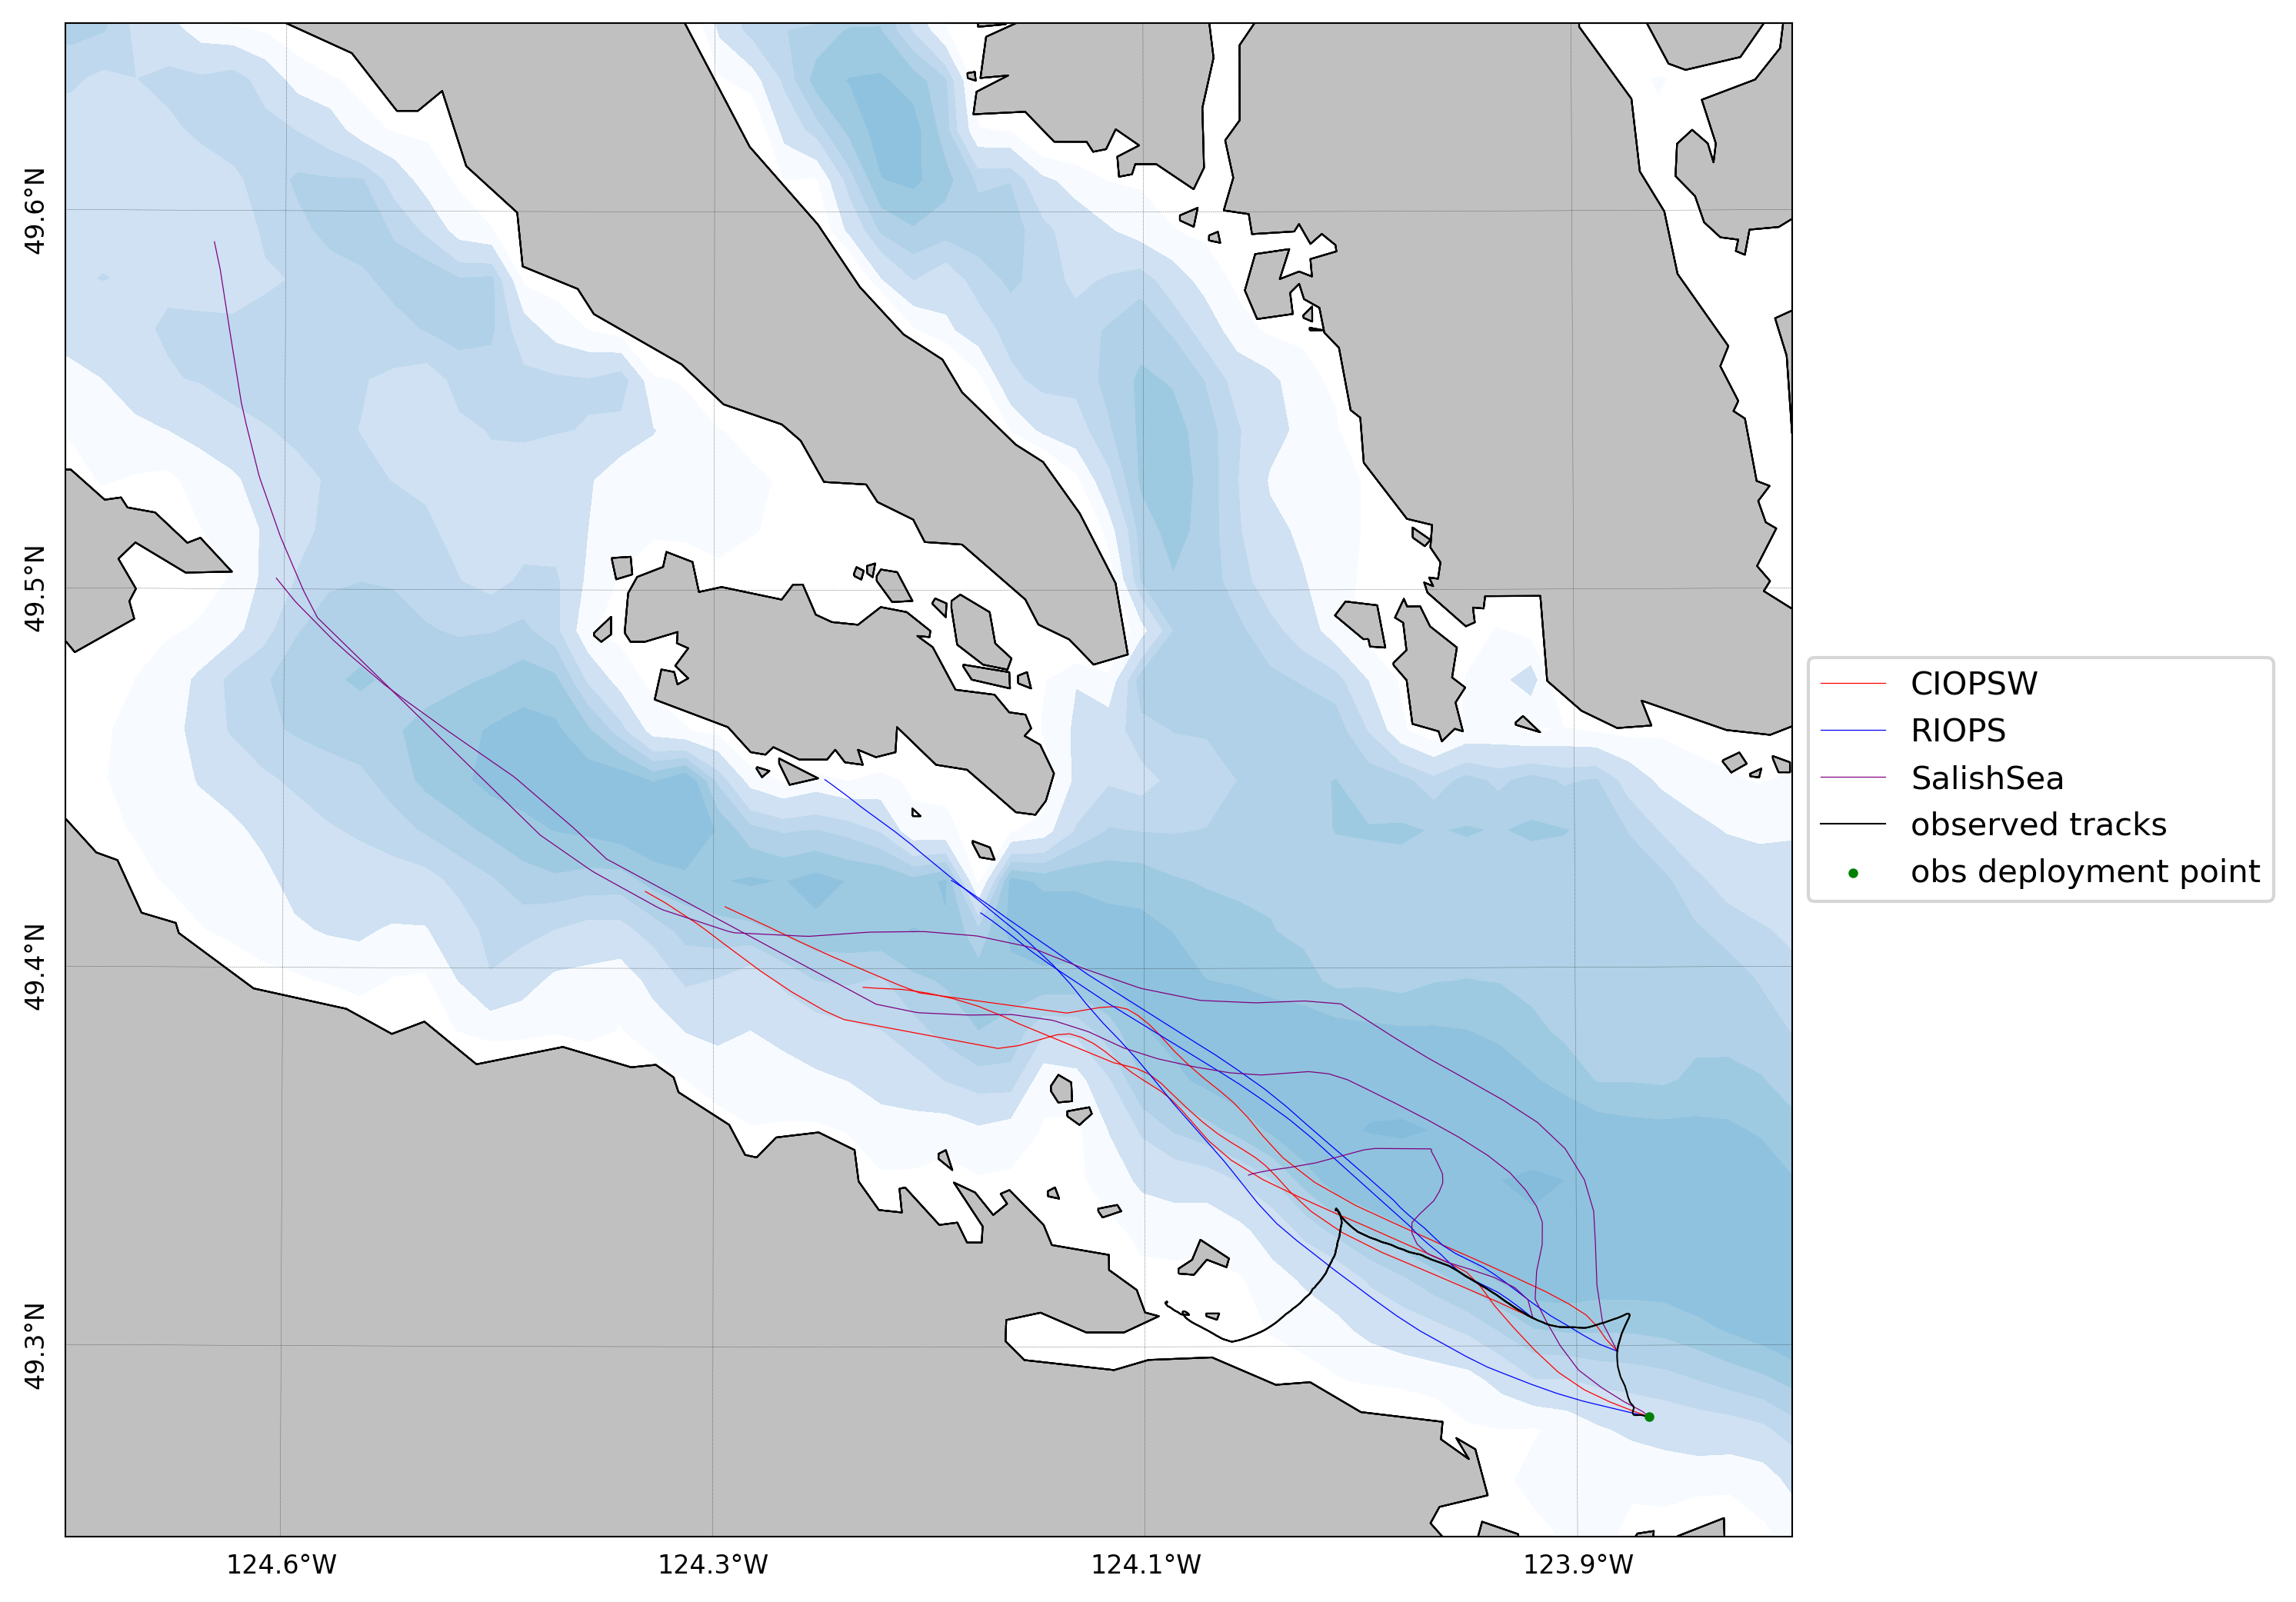 49.6°N
49.5°N
49.4°N
49.3°N
124.6°W
124.3°W
124.1°W
123.9°W
CIOPSW
RIOPS
SalishSea
observed tracks
obs deployment point